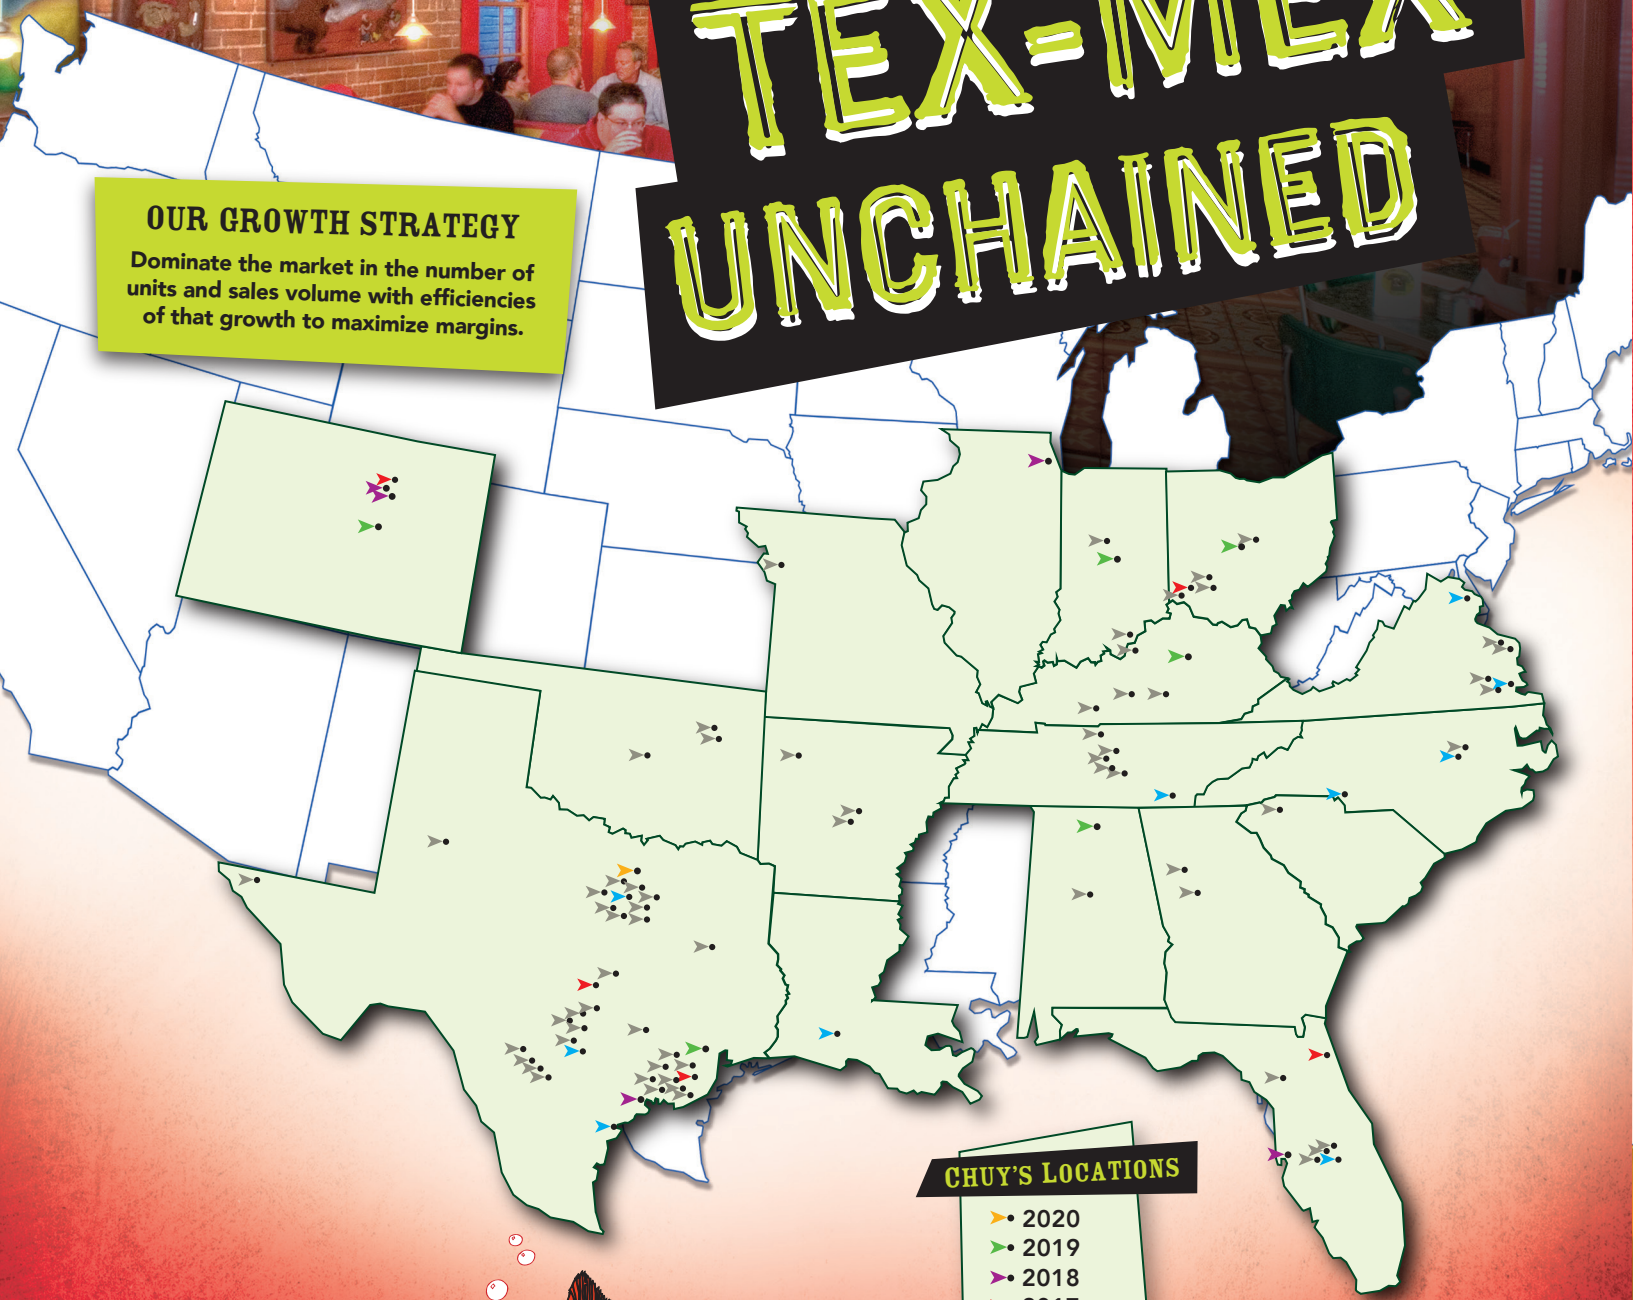 TEX-MEX
UNCHAINED
OUR GROWTH STRATEGY
Dominate the market in the number of
units and sales volume with efficiencies
of that growth to maximize margins.
CHUY'S LOCATIONS
2020
2019
2018